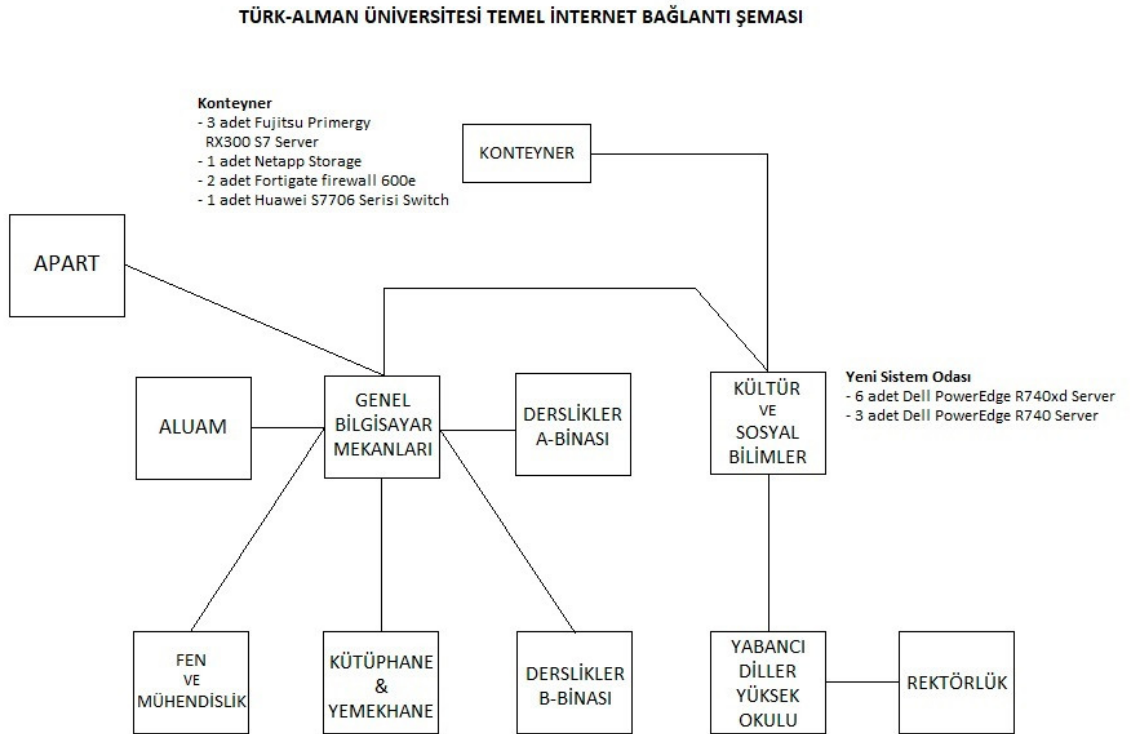 TÜRK-ALMAN ÜNİVERSİTESİ TEMEL İNTERNET BAĞLANTI ŞEMASI
Konteyner
- 3 adet Fujitsu Primergy
RX300 S7 Server
- 1 adet Netapp Storage
- 2 adet Fortigate firewall 600e
- 1 adet Huawei S7706 Serisi Switch
KONTEYNER
APART
ALUAM
GENEL
BİLGİSAYAR
MEKANLARI
DERSLİKLER
A-BİNASI
KÜLTÜR
VE
SOSYAL
BİLİMLER
Yeni Sistem Odası
- 6 adet Dell PowerEdge R740xd Server
- 3 adet Dell PowerEdge R740 Server
FEN
VE
MÜHENDİSLİK
KÜTÜPHANE
&
YEMEKHANE
DERSLİKLER
B-BİNASI
YABANCI
DİLLER
YÜKSEK
OKULU
REKTÖRLÜK